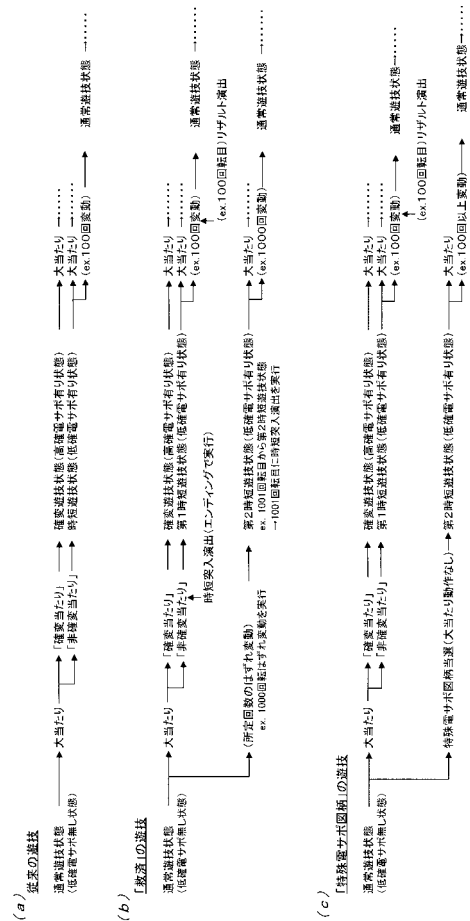 (a)
従来の遊技
通常遊技状態
(低確電サポ無し状態)
大当たり
「確変当たり」
「非確変当たり」
確変遊技状態(高確電サポ有り状態)
時短遊技状態(低確電サポ有り状態)
大当たり
大当たり
(ex.100回変動)
通常遊技状態
(b)
「救済」の遊技
通常遊技状態
(低確電サポ無し状態)
大当たり
「確変当たり」
「非確変当たり」
時短突入演出(エンディングで実行)
確変遊技状態(高確電サポ有り状態)
第1時短遊技状態(低確電サポ有り状態)
大当たり
大当たり
(ex.100回変動)
通常遊技状態
(ex.100回転目)リザルト演出
(所定回数のはずれ変動)
ex.1000回転はずれ変動を実行
第2時短遊技状態(低確電サポ有り状態)
ex.1001回転目から第2時短遊技状態
→1001回転目に時短突入演出を実行
大当たり
(ex.1000回変動)
通常遊技状態
(c)
「特殊電サポ図柄」の遊技
通常遊技状態
(低確電サポ無し状態)
大当たり
「確変当たり」
「非確変当たり」
確変遊技状態(高確電サポ有り状態)
第1時短遊技状態(低確電サポ有り状態)
大当たり
大当たり
(ex.100回変動)
通常遊技状態
(ex.100回転目)リザルト演出
特殊電サポ図柄当選(大当たり動作なし)
第2時短遊技状態(低確電サポ有り状態)
大当たり
(ex.100回以上変動)
通常遊技状態